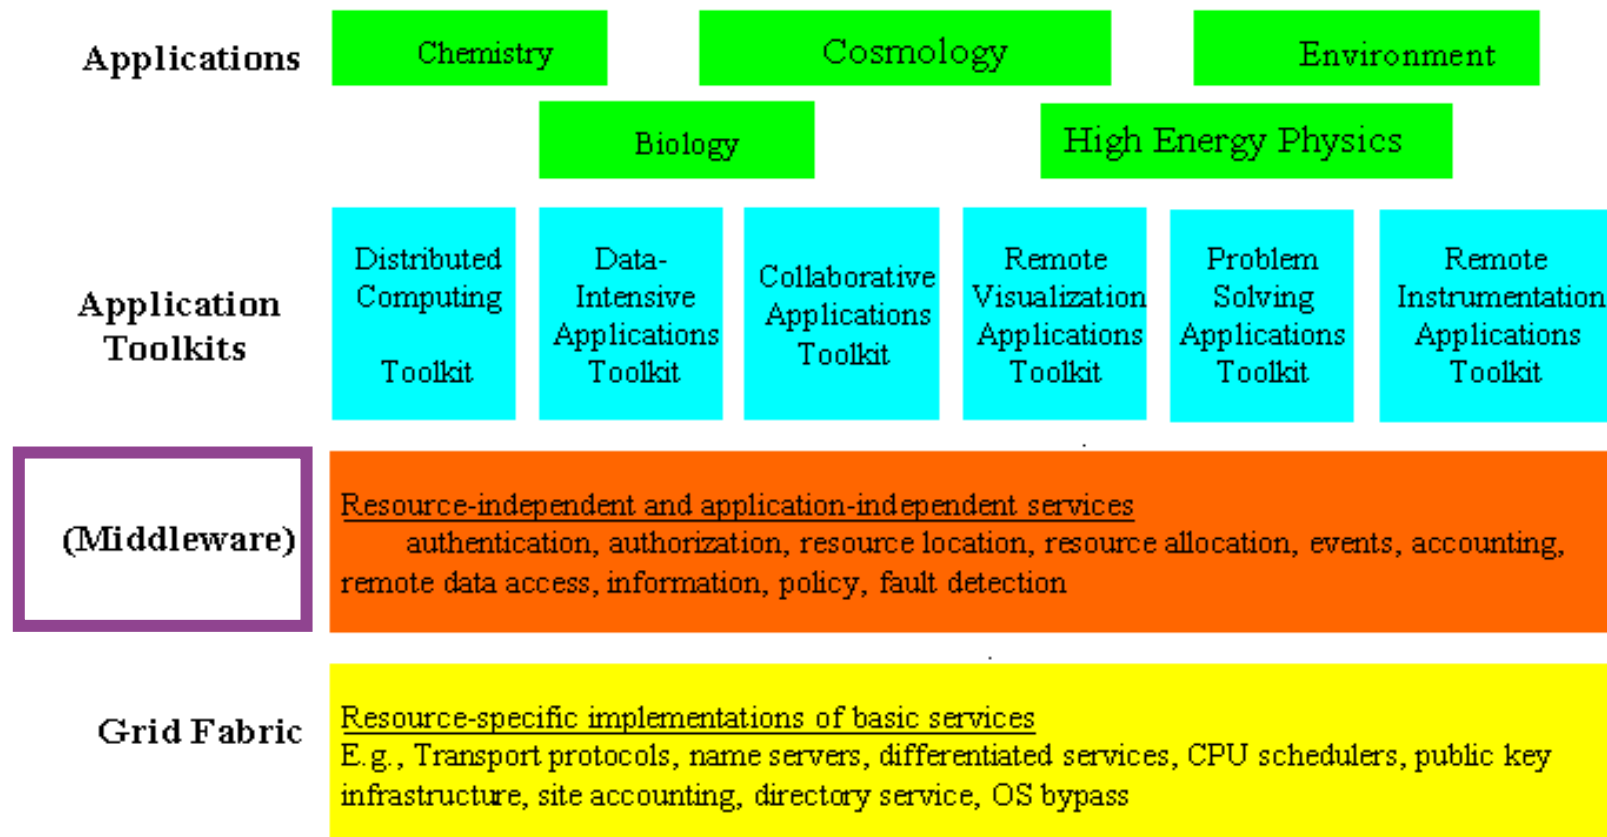 Applications
Chemistry
Cosmology
Environment
Biology
High Energy Physics
Application
Toolkits
Distributed
Computing
Toolkit
Data-
Intensive
Applications
Toolkit
Collaborative
Applications
Toolkit
Remote
Visualization
Applications
Toolkit
Problem
Solving
Applications
Toolkit
Remote
Instrumentation
Applications
Toolkit
(Middleware)
Resource-independent and application-independent services
authentication, authorization, resource location, resource allocation, events, accounting,
remote data access, information, policy, fault detection
Grid Fabric
Resource-specific implementations of basic services
E.g., Transport protocols, name servers, differentiated services, CPU schedulers, public key
infrastructure, site accounting, directory service, OS bypass